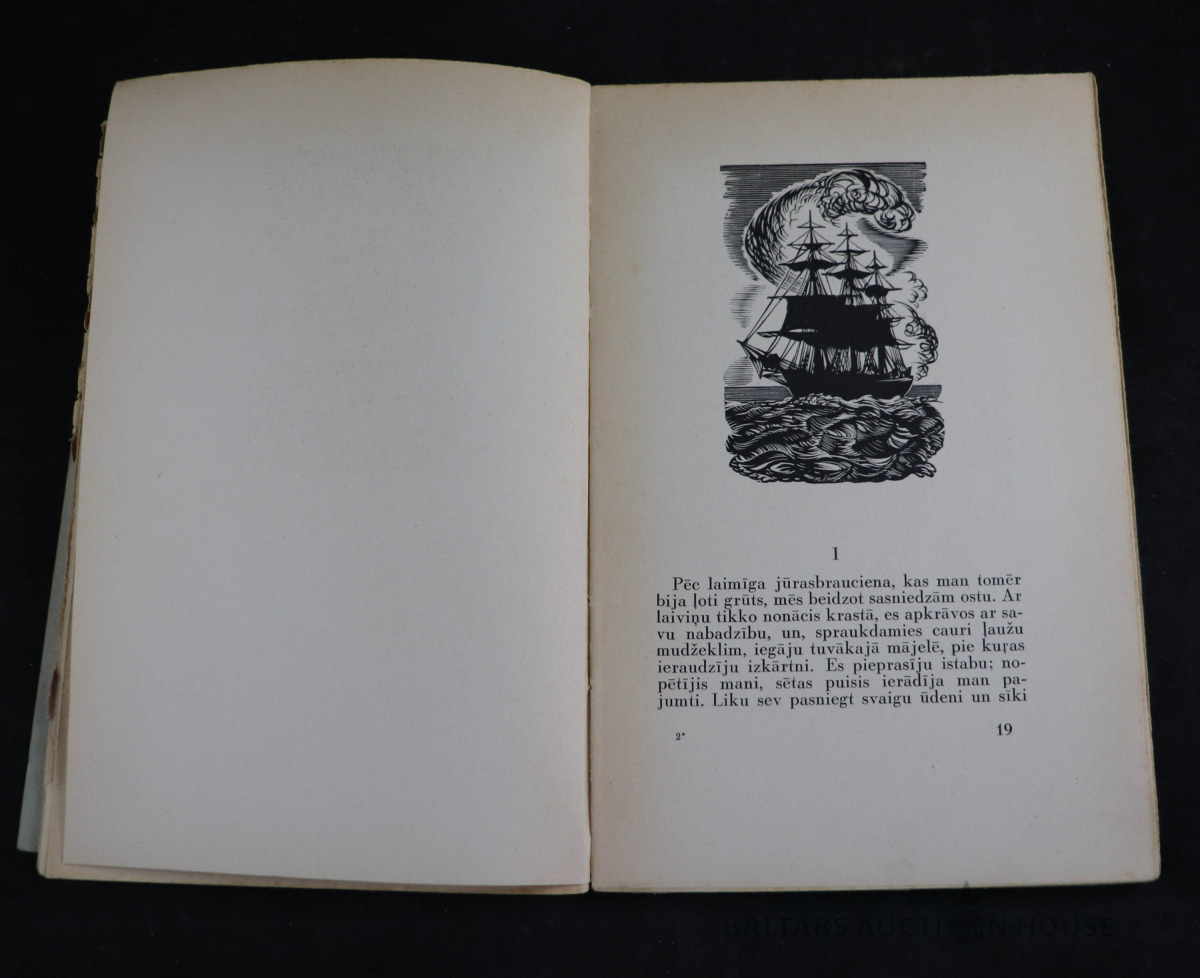 I
Pēc laimīga jūrasbrauciena, kas man tomēr
bija ļoti grūts, mēs beidzot sasniedzām ostu. Ar
laiviņu tikko nonācis krastā, es apkrāvos ar sa-
vu nabadzību, un, spraukdamies cauri ļaužu
mudžeklim, iegāju tuvākajā mājelē, pie kuŗas
ieraudzīju izkārtni. Es pieprasīju istabu; no-
pētījis mani, sētas puisis ierādīja man pa-
jumti. Liku sev pasniegt svaigu ūdeni un sīki
2*
19
BALTARS AUCTION HOUSE